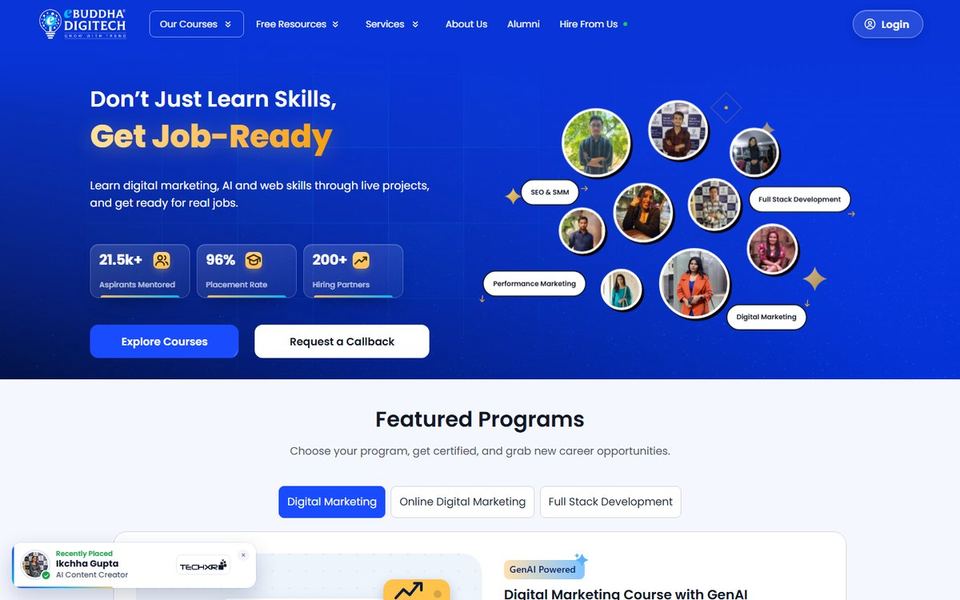 eBUDDHA
DIGITECH
GROW WITH TREND
Our Courses
Free Resources
Services
About Us
Alumni
Hire From Us
Login
Don't Just Learn Skills,
Get Job-Ready
Learn digital marketing, AI and web skills through live projects,
and get ready for real jobs.
21.5k+
Aspirants Mentored
96%
Placement Rate
200+
Hiring Partners
Explore Courses
Request a Callback
SEO & SMM
Full Stack Development
Performance Marketing
Digital Marketing
Featured Programs
Choose your program, get certified, and grab new career opportunities.
Digital Marketing
Online Digital Marketing
Full Stack Development
Recently Placed
Ikchha Gupta
AI Content Creator
TECHXR
GenAI Powered
Digital Marketing Course with GenAI